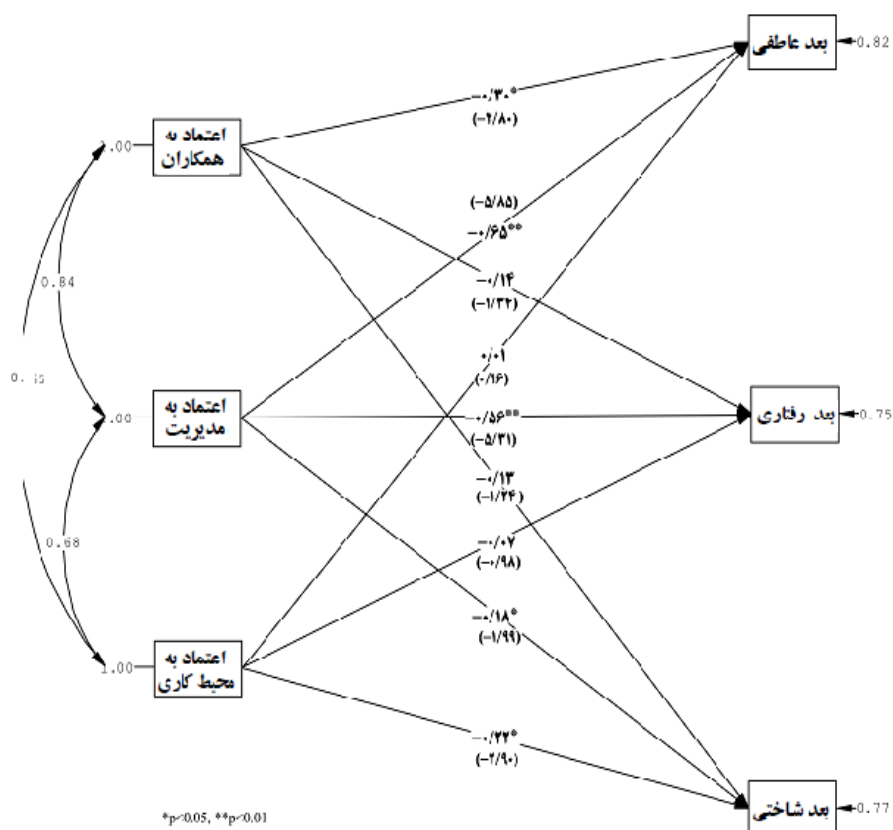 بعد عاطفی
0.82
-۰/۳۰*
(-۲/۸۰)
1.00
اعتماد به
همکاران
(-۵/۸۵)
-۰/۶۵**
0.84
-۰/۱۴
(-۱/۳۲)
۰/۰۱
(۰/۱۶)
اعتماد به
مدیریت
-۰/۵۶**
(-۵/۳۱)
بعد رفتاری
0.75
-۰/۱۳
(-۱/۲۴)
0.68
-۰/۰۷
(-۰/۹۸)
-۰/۱۸*
(-۱/۹۹)
1.00
اعتماد به
محیط کاری
-۰/۲۲*
(-۲/۹۰)
بعد شاختی
0.77
*p<0.05, **p<0.01